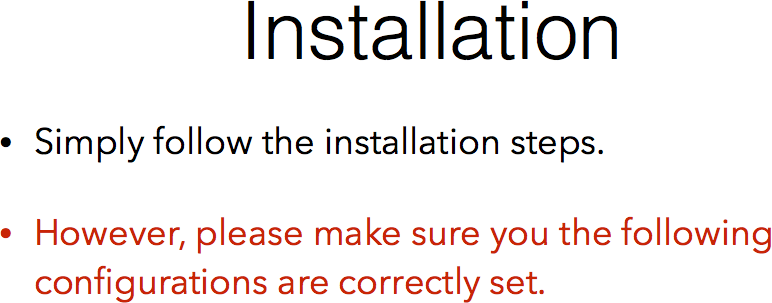 Installation
• Simply follow the installation steps.
• However, please make sure you the following
configurations are correctly set.